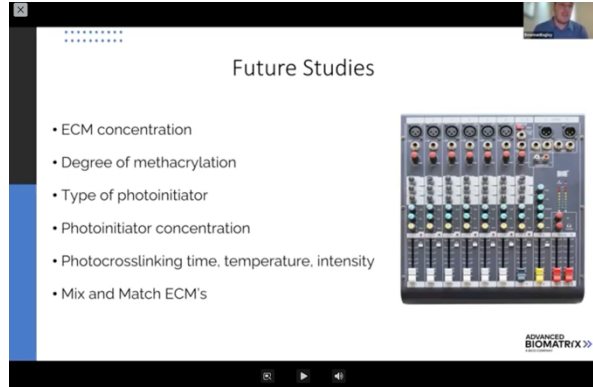 Future Studies
• ECM concentration
• Degree of methacrylation
• Type of photoinitiator
• Photoinitiator concentration
• Photocrosslinking time, temperature, intensity
• Mix and Match ECM's
ADVANCED
BIOMATRIX